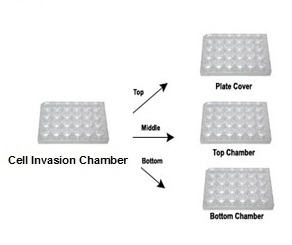 Top
Plate Cover
Middle
Cell Invasion Chamber
Top Chamber
Bottom
Bottom Chamber